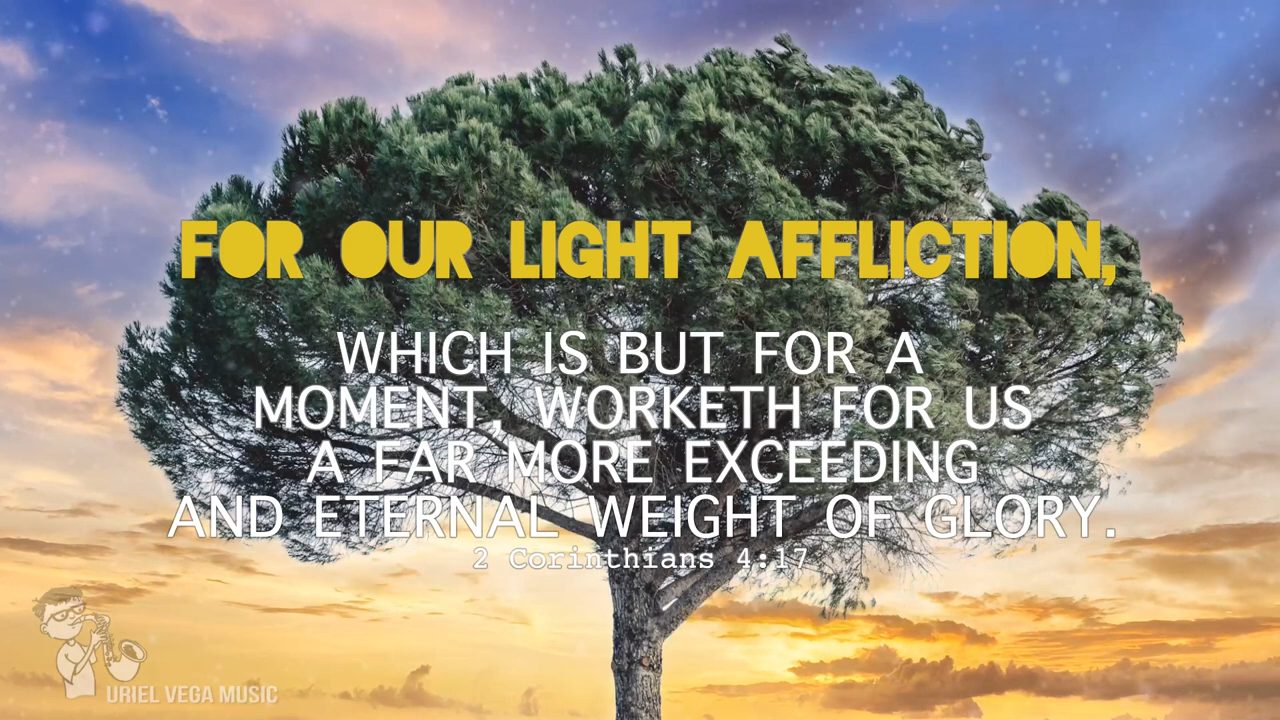 FOR OUR LIGHT AFFLICTION,
WHICH IS BUT FOR A
MOMENT, WORKETH FOR US
A FAR MORE EXCEEDING
AND ETERNAL WEIGHT OF GLORY.
2 Corinthians 4:17
URIEL VEGA MUSIC